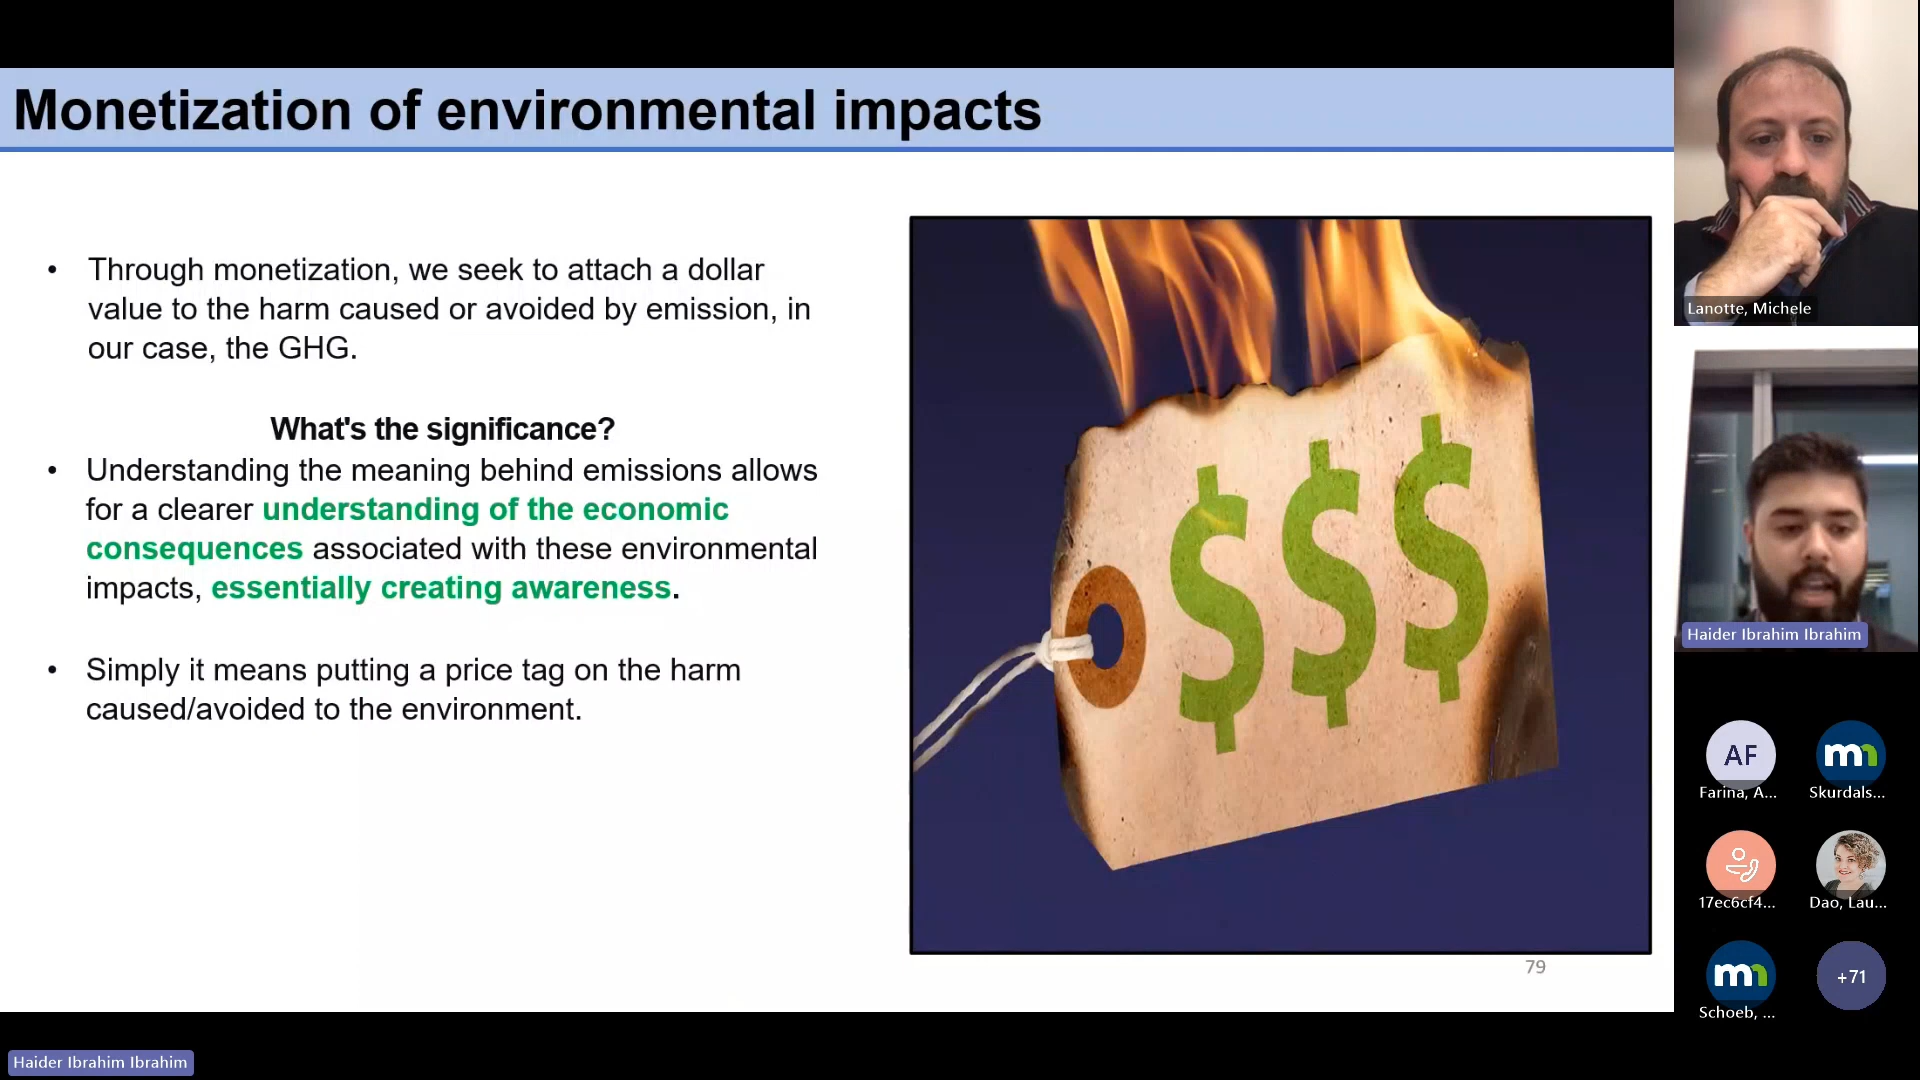 Monetization of environmental impacts
• Through monetization, we seek to attach a dollar
value to the harm caused or avoided by emission, in
our case, the GHG.
What's the significance?
• Understanding the meaning behind emissions allows
for a clearer understanding of the economic
consequences associated with these environmental
impacts, essentially creating awareness.
• Simply it means putting a price tag on the harm
caused/avoided to the environment.
$$$
79
Lanotte, Michele
Haider Ibrahim Ibrahim
AF
mn
Farina, A...
Skurdals...
17ec6cf4...
Dao, Lau...
mn
+71
Schoeb, ...
Haider Ibrahim Ibrahim